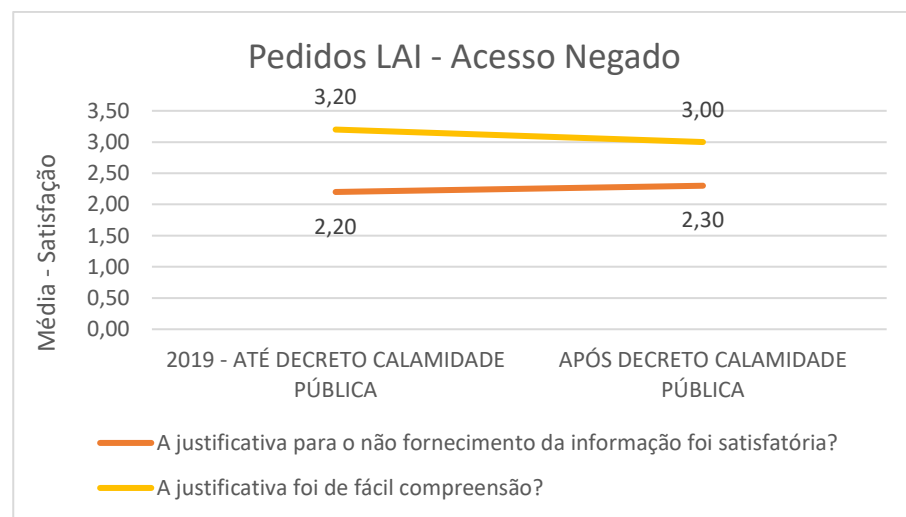 Pedidos LAI - Acesso Negado
3,20
3,00
3,50
3,00
2,50
2,00
1,50
1,00
0,50
0,00
2,20
2,30
Média - Satisfação
2019 - ATÉ DECRETO CALAMIDADE
PÚBLICA
APÓS DECRETO CALAMIDADE
PÚBLICA
A justificativa para o não fornecimento da informação foi satisfatória?
A justificativa foi de fácil compreensão?